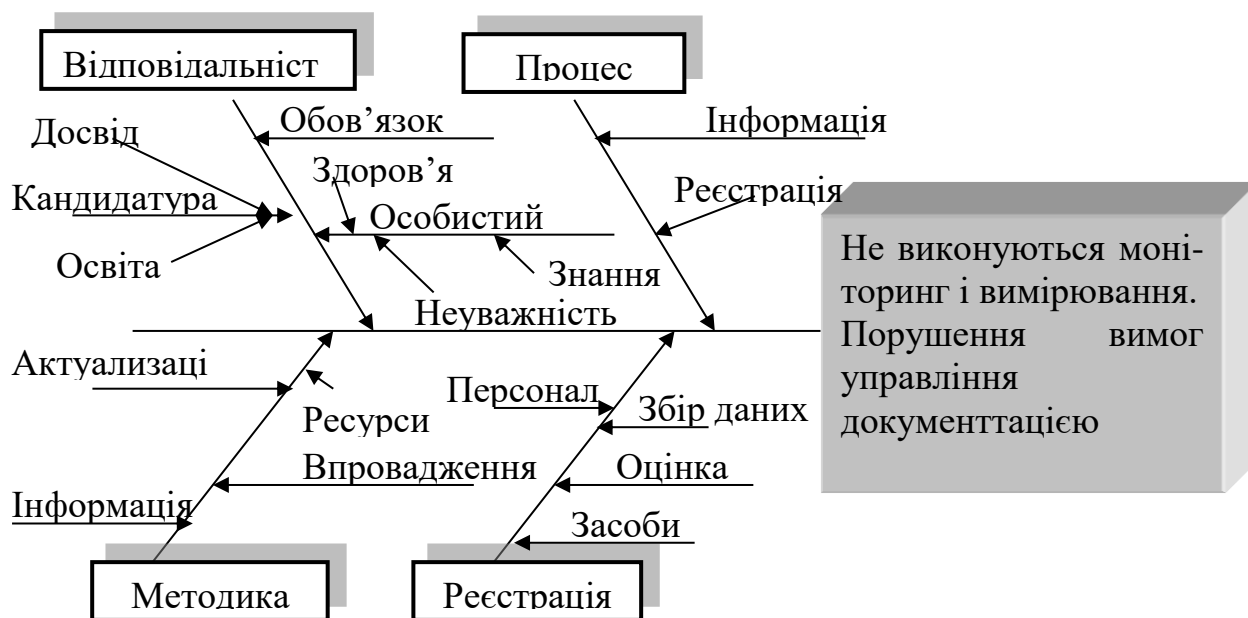 Відповідальніст
Процес
Обов’язок
Інформація
Досвід
Здоров’я
Реєстрація
Кандидатура
Особистий
Освіта
Знання
Неуважність
Не виконуються моні-
торинг і вимірювання.
Порушення вимог
управління
документтацією
Актуализаці
Персонал
Збір даних
Ресурси
Впровадження
Оцінка
Інформація
Засоби
Методика
Реєстрація